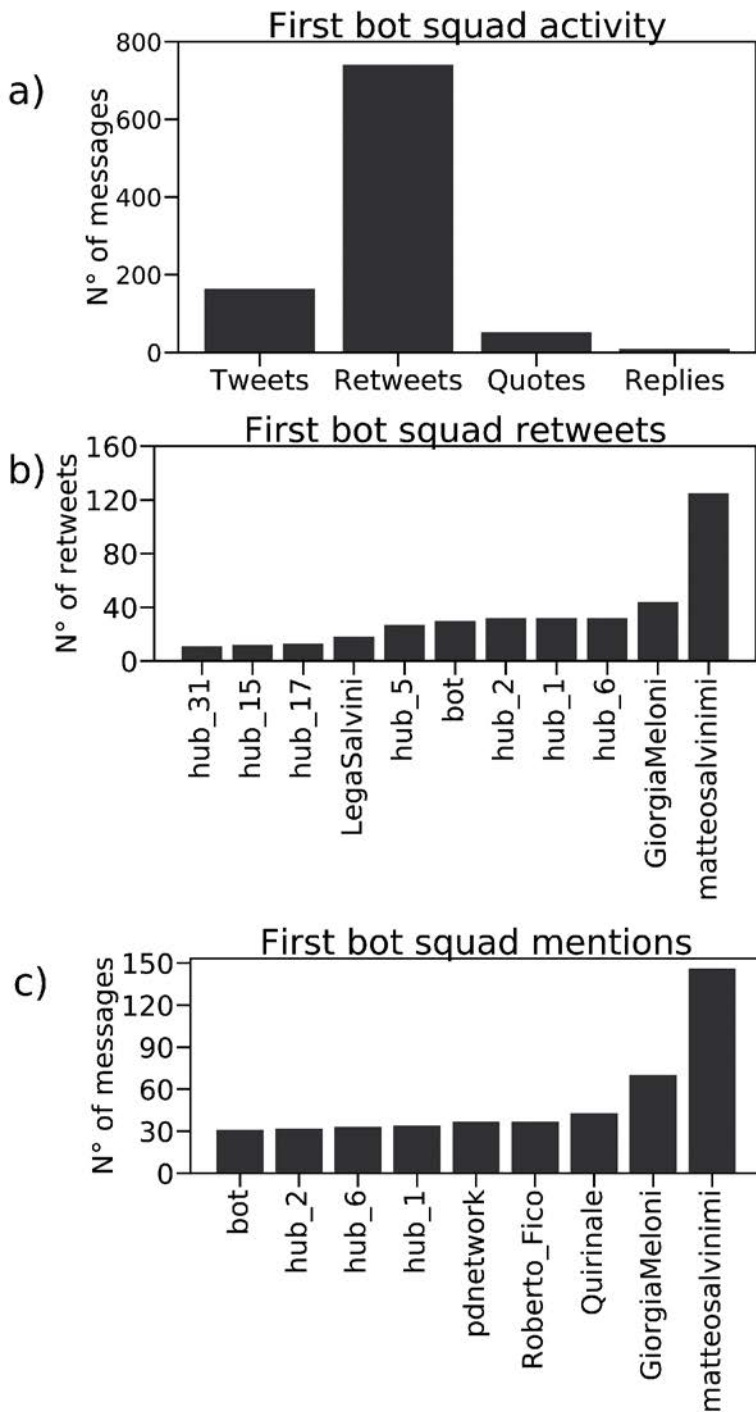 First bot squad activity
a)
N° of messages
800
600
400
200
0
Tweets
Retweets
Quotes
Replies
First bot squad retweets
b)
N° of retweets
160
120
80
40
0
hub_31
hub_15
hub_17
LegaSalvini
hub_5
bot
hub_2
hub_1
hub_6
GiorgiaMeloni
matteosalvinimi
First bot squad mentions
c)
N° of messages
150
120
90
60
30
0
bot
hub_2
hub_6
hub_1
pdnetwork
Roberto_Fico
Quirinale
GiorgiaMeloni
matteosalvinimi